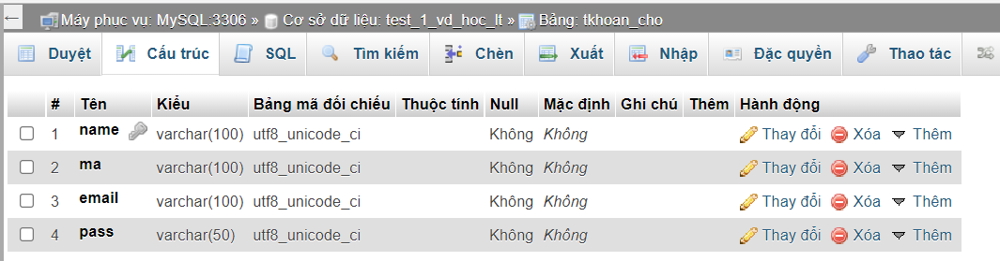 Máy phục vụ: MySQL:3306 » Cơ sở dữ liệu: test_1_vd_hoc_lt » Bảng: tkhoan_cho
Duyệt Cấu trúc SQL Tìm kiếm Chèn Xuất Nhập Đặc quyền Thao tác
# Tên Kiểu Bảng mã đối chiếu Thuộc tính Null Mặc định Ghi chú Thêm Hành động
1 name varchar(100) utf8_unicode_ci Không Không Thay đổi Xóa Thêm
2 ma varchar(100) utf8_unicode_ci Không Không Thay đổi Xóa Thêm
3 email varchar(100) utf8_unicode_ci Không Không Thay đổi Xóa Thêm
4 pass varchar(50) utf8_unicode_ci Không Không Thay đổi Xóa Thêm